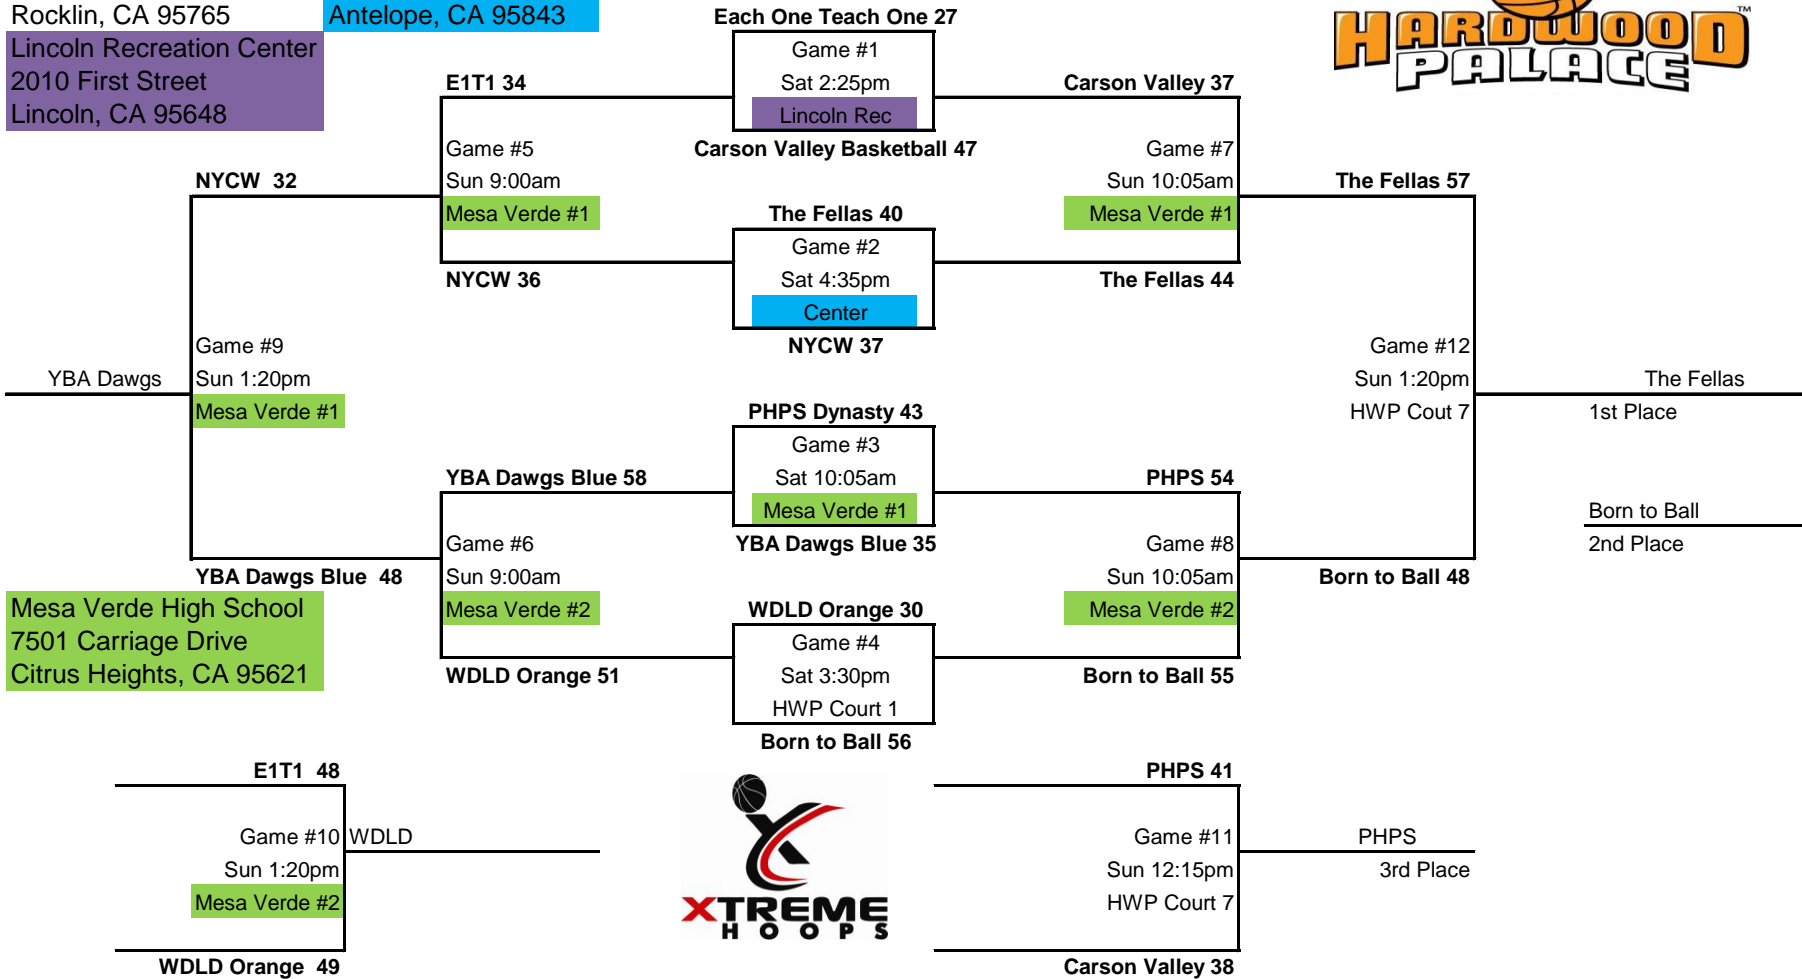 Rocklin, CA 95765
Antelope, CA 95843
Each One Teach One 27
HARDWOOD
PALACE
TM
Lincoln Recreation Center
2010 First Street
Lincoln, CA 95648
Game #1
Sat 2:25pm
Lincoln Rec
E1T1 34
Carson Valley 37
Carson Valley Basketball 47
Game #5
Sun 9:00am
Mesa Verde #1
Game #7
Sun 10:05am
Mesa Verde #1
NYCW 32
The Fellas 57
The Fellas 40
Game #2
Sat 4:35pm
Center
NYCW 37
NYCW 36
The Fellas 44
Game #9
Sun 1:20pm
Mesa Verde #1
YBA Dawgs
Game #12
Sun 1:20pm
HWP Cout 7
The Fellas
1st Place
PHPS Dynasty 43
Game #3
Sat 10:05am
Mesa Verde #1
YBA Dawgs Blue 35
YBA Dawgs Blue 58
PHPS 54
Born to Ball
2nd Place
Game #6
Sun 9:00am
Mesa Verde #2
Game #8
Sun 10:05am
Mesa Verde #2
YBA Dawgs Blue 48
Born to Ball 48
Mesa Verde High School
7501 Carriage Drive
Citrus Heights, CA 95621
WDLD Orange 30
Game #4
Sat 3:30pm
HWP Court 1
Born to Ball 56
WDLD Orange 51
Born to Ball 55
E1T1 48
Game #10
Sun 1:20pm
Mesa Verde #2
WDLD
WDLD Orange 49
XTREME
HOOPS
PHPS 41
Game #11
Sun 12:15pm
HWP Court 7
PHPS
3rd Place
Carson Valley 38